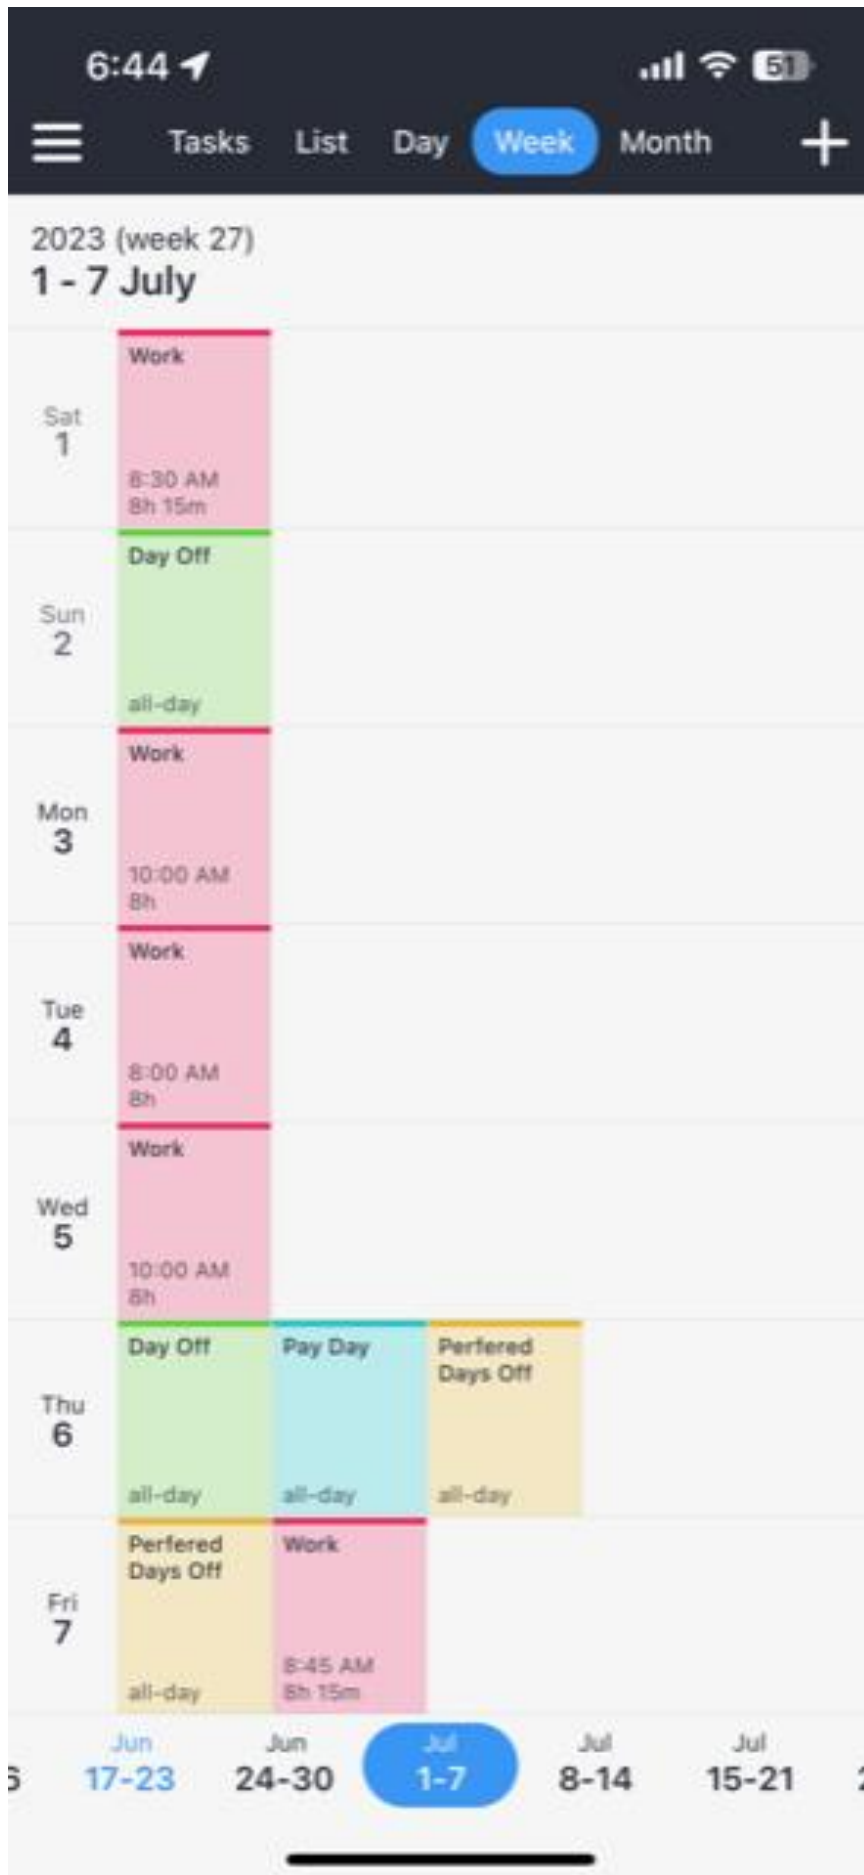 6:44
51
Tasks List Day Week Month
2023 (week 27)
1 - 7 July
Work
Sat
1
8:30 AM
8h 15m
Day Off
Sun
2
all-day
Work
Mon
3
10:00 AM
8h
Work
Tue
4
8:00 AM
8h
Work
Wed
5
10:00 AM
8h
Day Off Pay Day Perfered
Days Off
Thu
6
all-day all-day all-day
Perfered Work
Days Off
Fri
7
8:45 AM
all-day 8h 15m
Jun Jun Jul Jul Jul
17-23 24-30 1-7 8-14 15-21